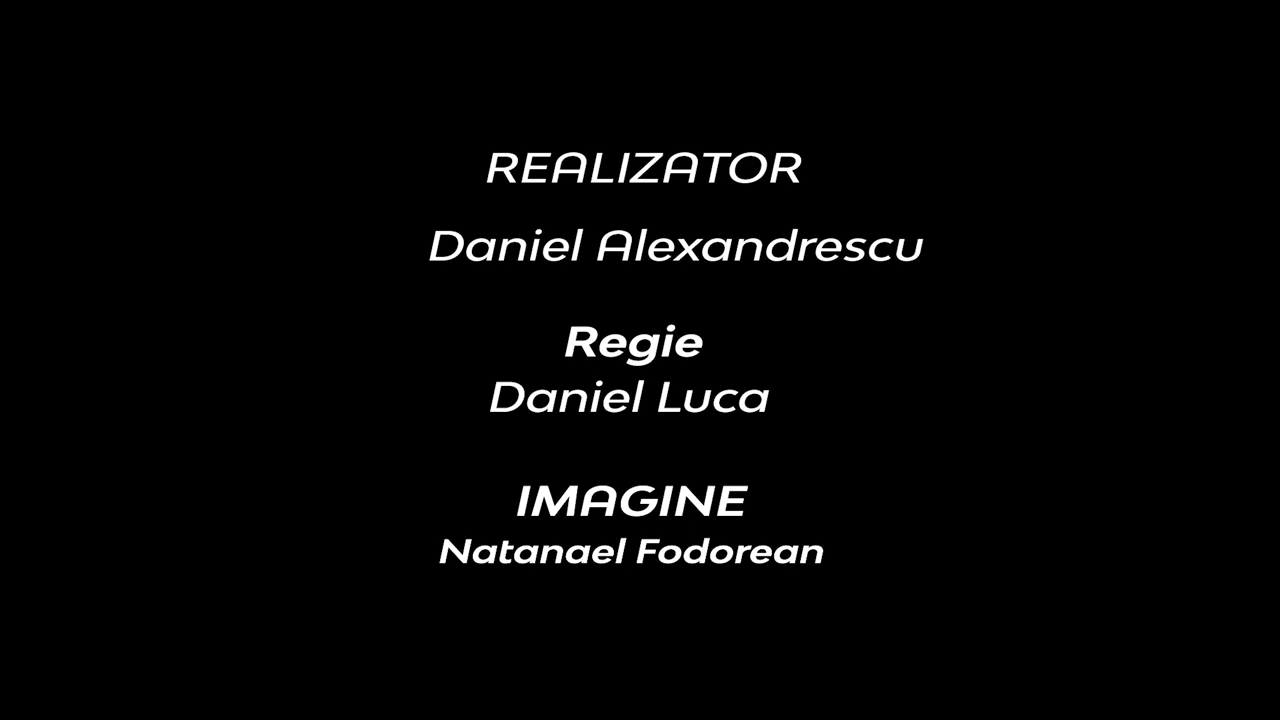 REALIZATOR
Daniel Alexandrescu
Regie
Daniel Luca
IMAGINE
Natanael Fodorean